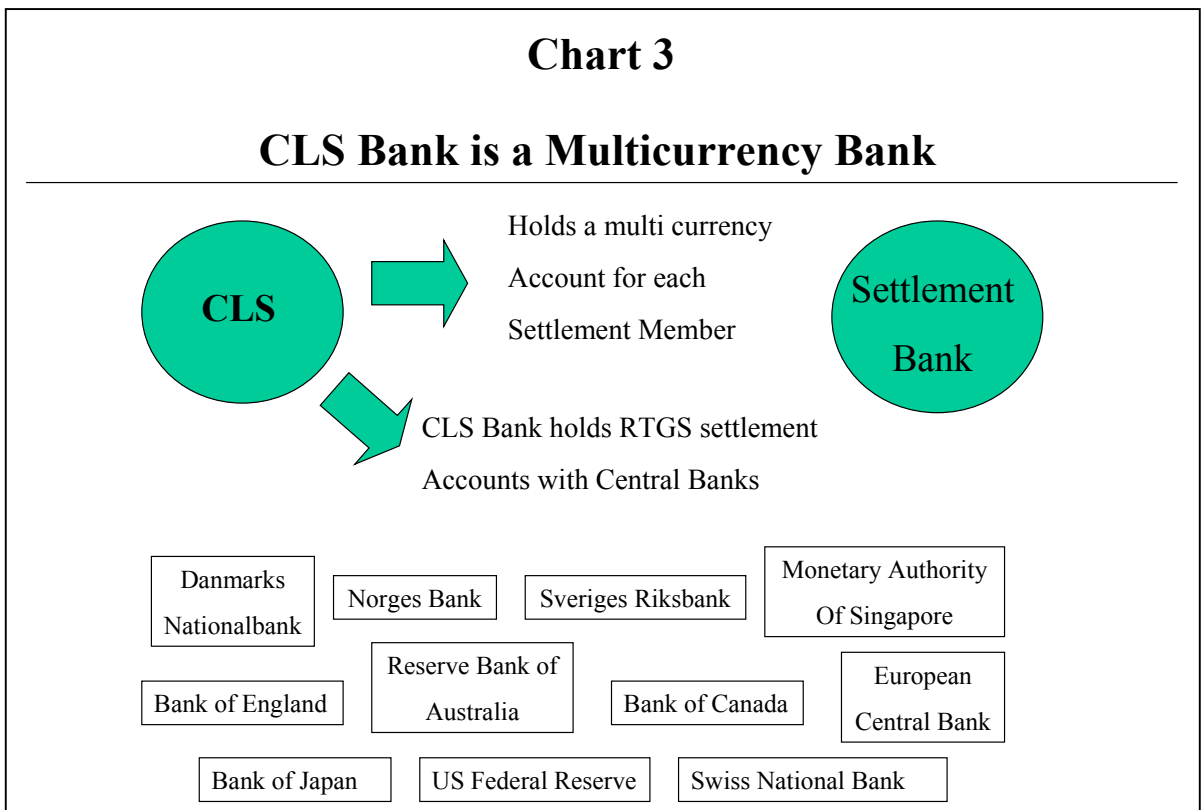 Chart 3
CLS Bank is a Multicurrency Bank
CLS
Holds a multi currency
Account for each
Settlement Member
Settlement
Bank
CLS Bank holds RTGS settlement
Accounts with Central Banks
Danmarks
Nationalbank
Norges Bank
Sveriges Riksbank
Monetary Authority
Of Singapore
Bank of England
Reserve Bank of
Australia
Bank of Canada
European
Central Bank
Bank of Japan
US Federal Reserve
Swiss National Bank